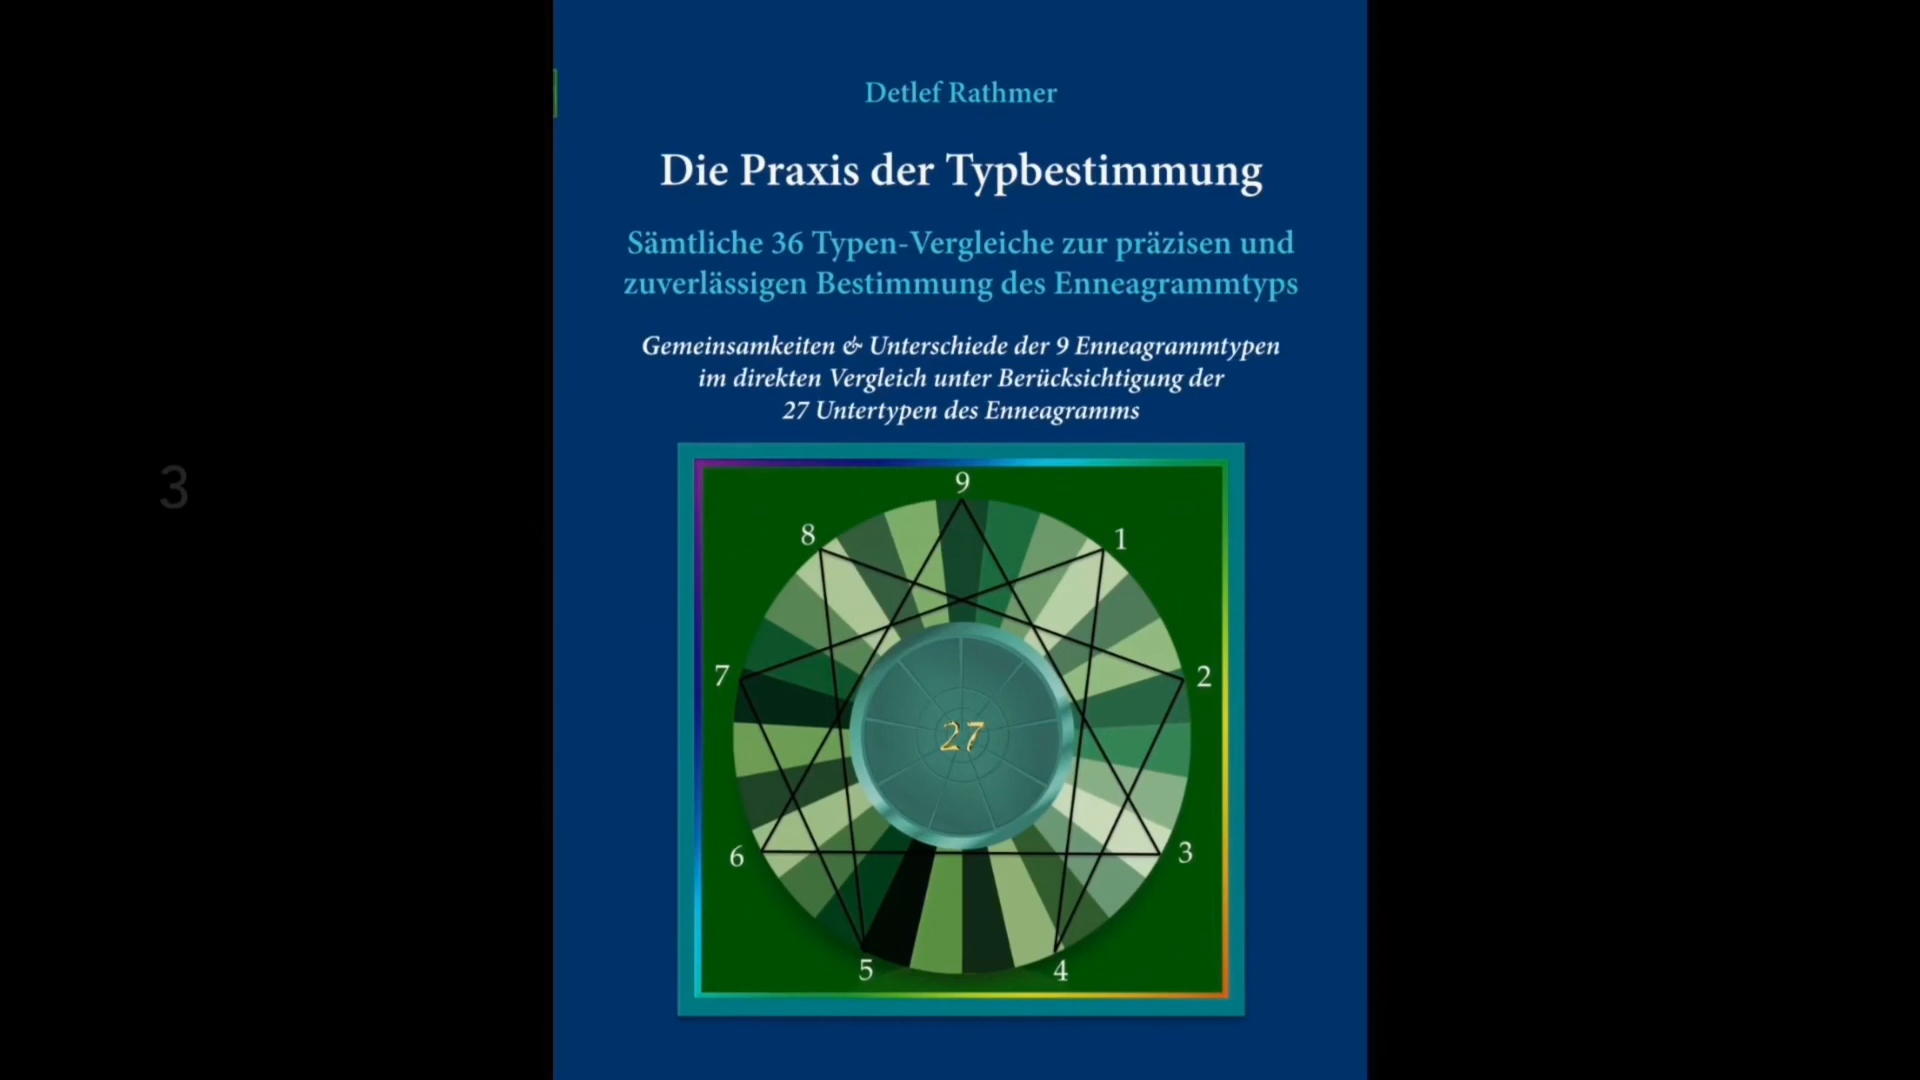 Detlef Rathmer
Die Praxis der Typbestimmung
Sämtliche 36 Typen-Vergleiche zur präzisen und
zuverlässigen Bestimmung des Enneagrammtyps
Gemeinsamkeiten & Unterschiede der 9 Enneagrammtypen
im direkten Vergleich unter Berücksichtigung der
27 Untertypen des Enneagramms
3
9
8
1
7
2
27
6
3
5
4